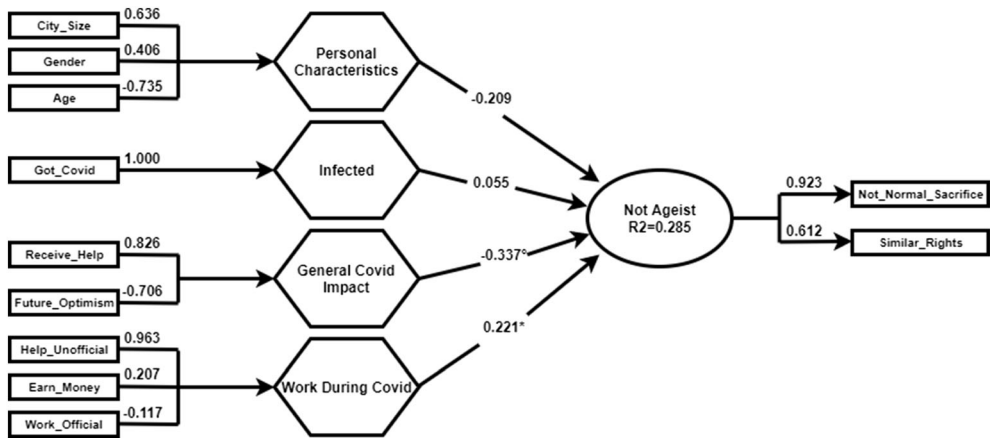 City_Size
0.636
Gender
0.406
Age
-0.735
Personal
Characteristics
-0.209
Got_Covid
1.000
Infected
0.055
Receive_Help
0.826
Future_Optimism
-0.706
General Covid
Impact
-0.337°
Help_Unofficial
0.963
Earn_Money
0.207
Work_Official
-0.117
Work During Covid
0.221*
Not Ageist
R2=0.285
0.923
Not_Normal_Sacrifice
0.612
Similar_Rights